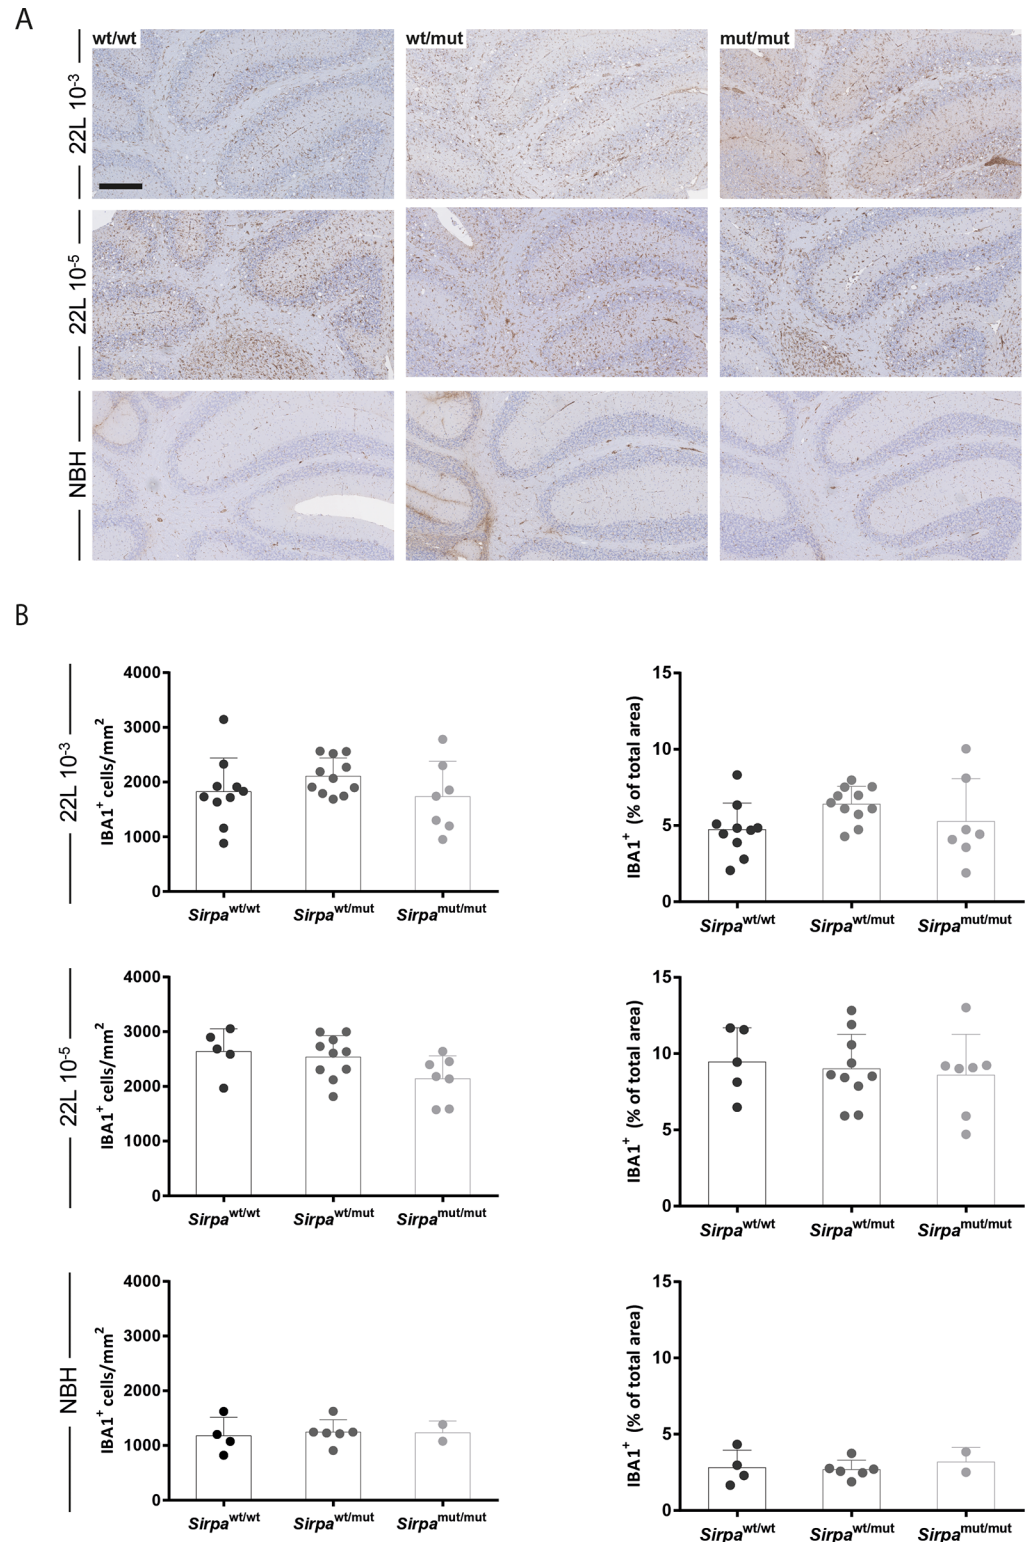 A
wt/wt
wt/mut
mut/mut
22L 10-3
22L 10-5
NBH
B
22L 10-3
IBA1+ cells/mm2
4000
3000
2000
1000
0
Sirpawt/wt
Sirpawt/mut
Sirpamut/mut
IBA1+ (% of total area)
15
10
5
0
Sirpawt/wt
Sirpawt/mut
Sirpamut/mut
22L 10-5
IBA1+ cells/mm2
4000
3000
2000
1000
0
Sirpawt/wt
Sirpawt/mut
Sirpamut/mut
IBA1+ (% of total area)
15
10
5
0
Sirpawt/wt
Sirpawt/mut
Sirpamut/mut
NBH
IBA1+ cells/mm2
4000
3000
2000
1000
0
Sirpawt/wt
Sirpawt/mut
Sirpamut/mut
IBA1+ (% of total area)
15
10
5
0
Sirpawt/wt
Sirpawt/mut
Sirpamut/mut